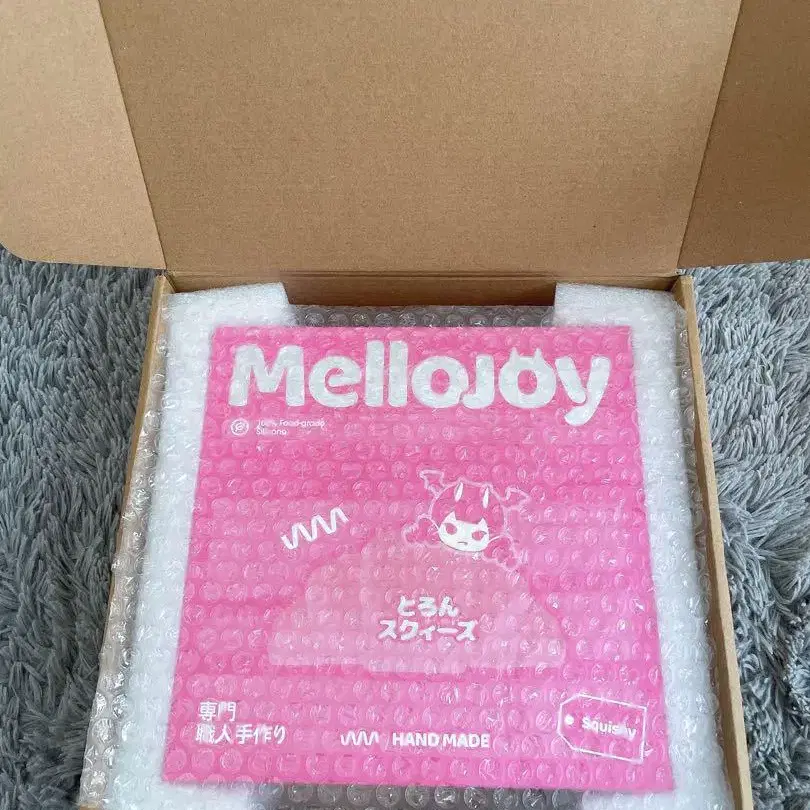 Mellojoy
100% Food-grade
Silicone
とろん
スクィーズ
専門
職人手作り
HAND MADE
Squishy